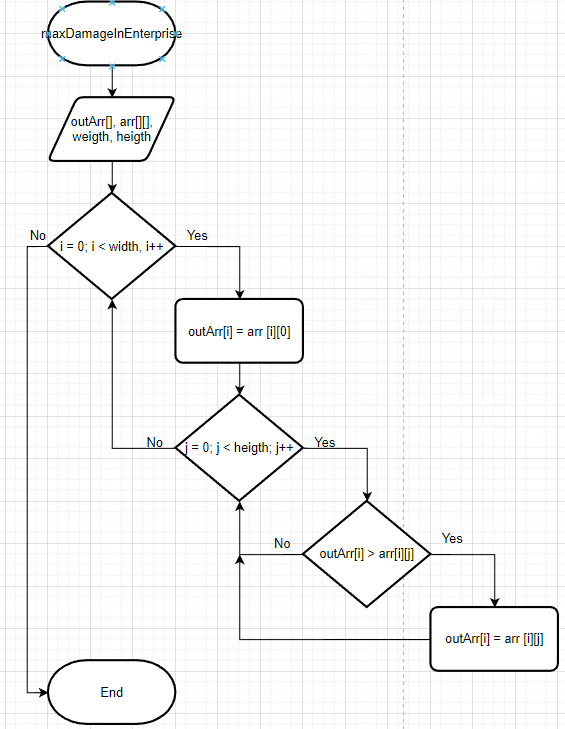 maxDamageInEnterprise
outArr[], arr[][],
weigth, heigth
No
Yes
i = 0; i < width, i++
outArr[i] = arr [i][0]
No
Yes
j = 0; j < heigth; j++
No
Yes
outArr[i] > arr[i][j]
outArr[i] = arr [i][j]
End